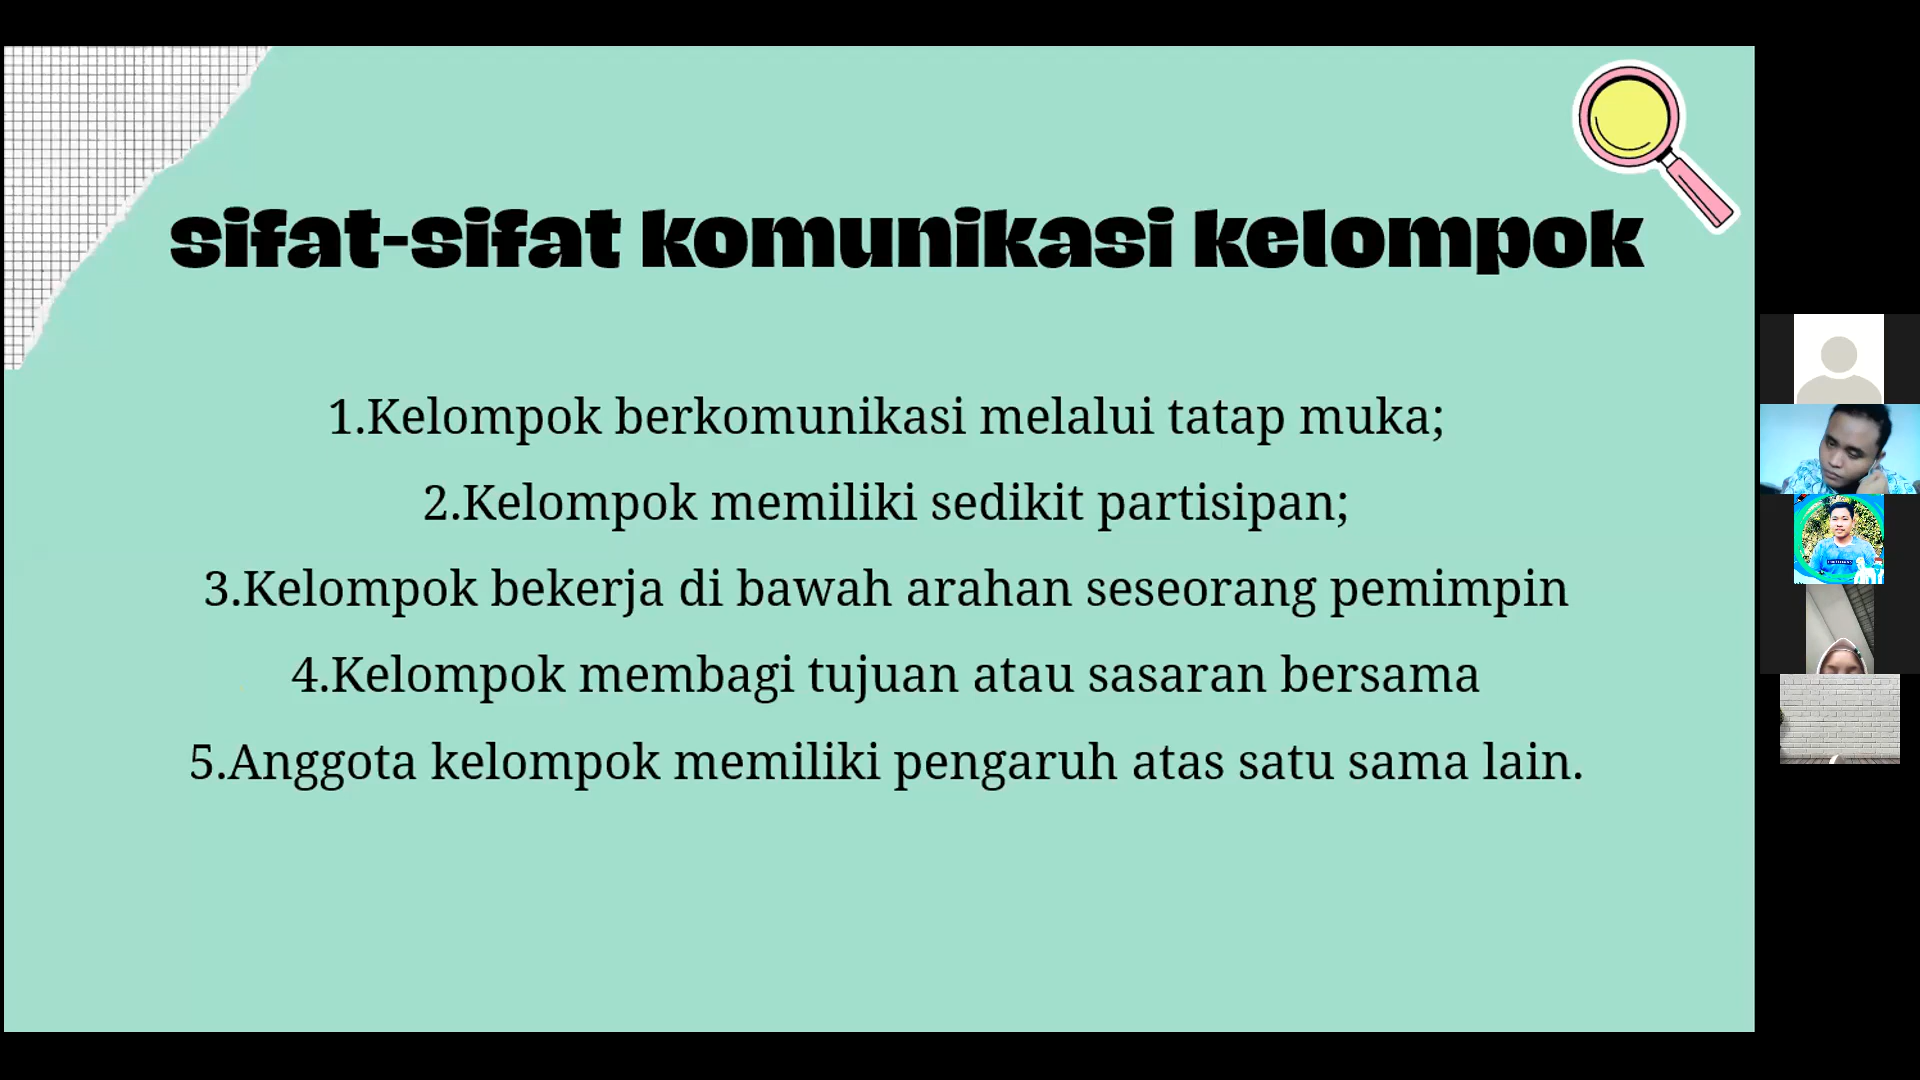 sifat-sifat komunikasi kelompok
1.Kelompok berkomunikasi melalui tatap muka;
2.Kelompok memiliki sedikit partisipan;
3.Kelompok bekerja di bawah arahan seseorang pemimpin
4.Kelompok membagi tujuan atau sasaran bersama
5.Anggota kelompok memiliki pengaruh atas satu sama lain.